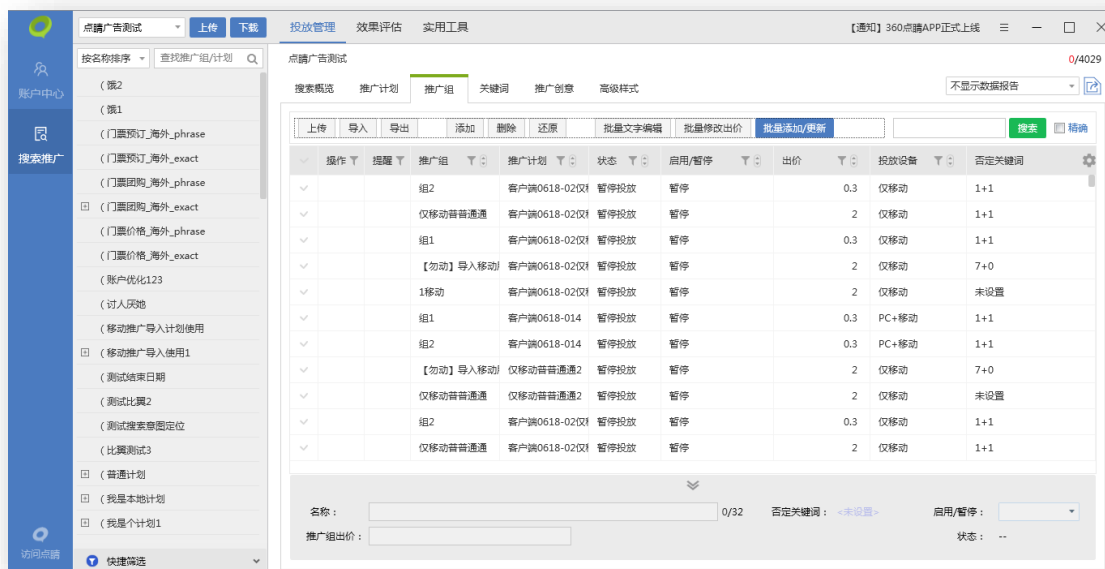 点睛广告测试 上传 下载 投放管理 效果评估 实用工具 【通知】360点睛APP正式上线
按名称排序 查找推广组/计划 点睛广告测试 0/4029
账户中心
搜索推广
访问点睛
(饿2
(饿1
(门票预订_海外_phrase
(门票预订_海外_exact
(门票团购_海外_phrase
(门票团购_海外_exact
(门票价格_海外_phrase
(门票价格_海外_exact
(账户优化123
(讨人厌她
(移动推广导入计划使用
(移动推广导入使用1
(测试结束日期
(测试比翼2
(测试搜索意图定位
(比翼测试3
(普通计划
(我是本地计划
(我是个计划1
快捷筛选
搜索概览 推广计划 推广组 关键词 推广创意 高级样式 不显示数据报告
上传 导入 导出 添加 删除 还原 批量文字编辑 批量修改出价 批量添加/更新 搜索 精确
操作 提醒 推广组 推广计划 状态 启用/暂停 出价 投放设备 否定关键词
组2 客户端0618-02仅 暂停投放 暂停 0.3 仅移动 1+1
仅移动普普通通 客户端0618-02仅 暂停投放 暂停 2 仅移动 1+1
组1 客户端0618-02仅 暂停投放 暂停 0.3 仅移动 1+1
【勿动】导入移动 客户端0618-02仅 暂停投放 暂停 2 仅移动 7+0
1移动 客户端0618-02仅 暂停投放 暂停 2 仅移动 未设置
组1 客户端0618-014 暂停投放 暂停 0.3 PC+移动 1+1
组2 客户端0618-014 暂停投放 暂停 0.3 PC+移动 1+1
【勿动】导入移动 仅移动普普通通2 暂停投放 暂停 2 仅移动 7+0
仅移动普普通通 仅移动普普通通2 暂停投放 暂停 2 仅移动 未设置
组2 客户端0618-02仅 暂停投放 暂停 0.3 仅移动 1+1
仅移动普普通通 客户端0618-02仅 暂停投放 暂停 2 仅移动 1+1
名称： 0/32 否定关键词： <未设置> 启用/暂停：
推广组出价： 状态： --